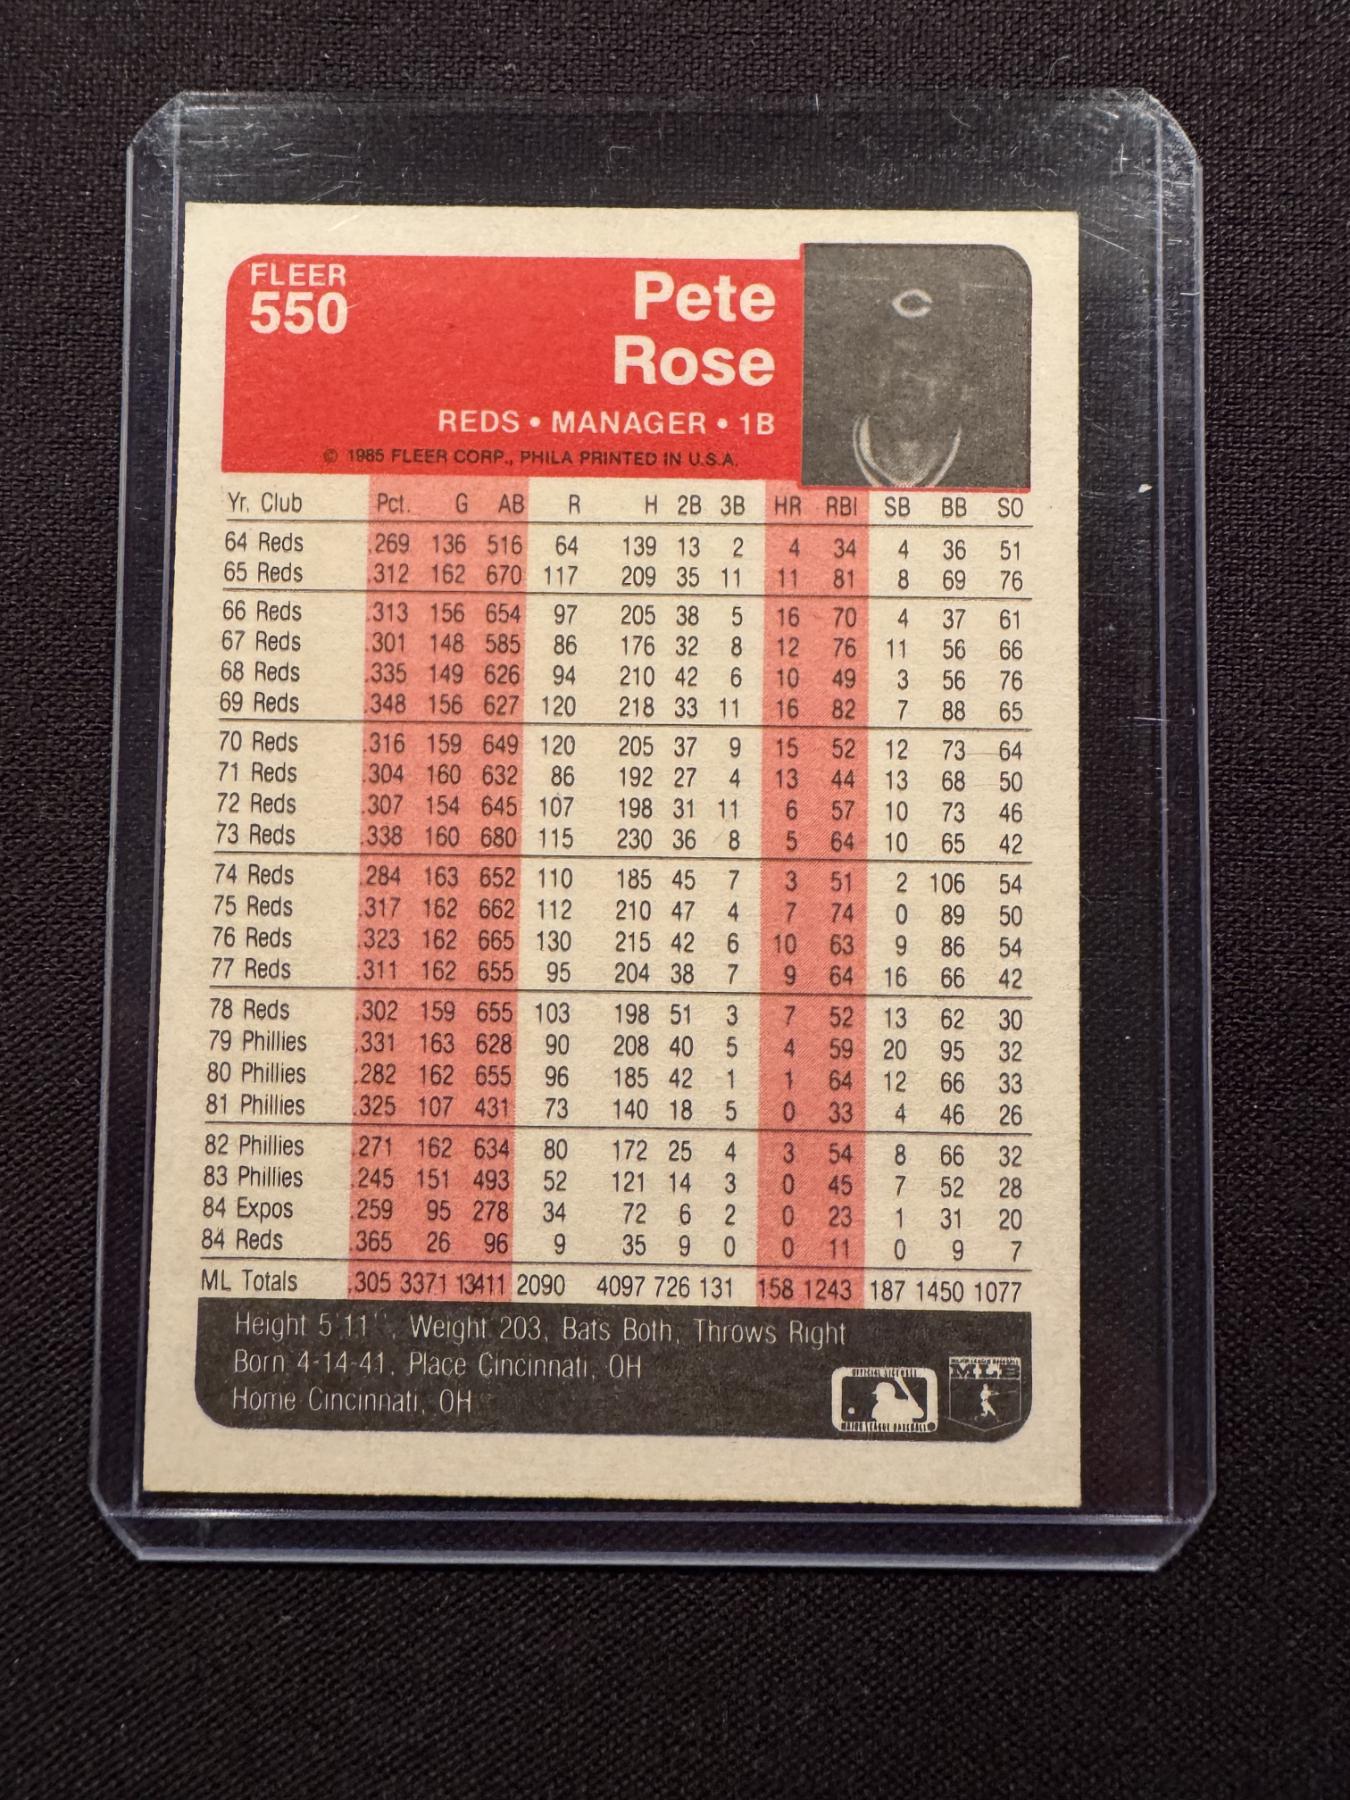 FLEER
550
Pete
Rose
REDS • MANAGER • 1B
© 1985 FLEER CORP., PHILA PRINTED IN U.S.A.
Yr. Club Pct. G AB R H 2B 3B HR RBI SB BB SO
64 Reds .269 136 516 64 139 13 2 4 34 4 36 51
65 Reds .312 162 670 117 209 35 11 11 81 8 69 76
66 Reds .313 156 654 97 205 38 5 16 70 4 37 61
67 Reds .301 148 585 86 176 32 8 12 76 11 56 66
68 Reds .335 149 626 94 210 42 6 10 49 3 56 76
69 Reds .348 156 627 120 218 33 11 16 82 7 88 65
70 Reds .316 159 649 120 205 37 9 15 52 12 73 64
71 Reds .304 160 632 86 192 27 4 13 44 13 68 50
72 Reds .307 154 645 107 198 31 11 6 57 10 73 46
73 Reds .338 160 680 115 230 36 8 5 64 10 65 42
74 Reds .284 163 652 110 185 45 7 3 51 2 106 54
75 Reds .317 162 662 112 210 47 4 7 74 0 89 50
76 Reds .323 162 665 130 215 42 6 10 63 9 86 54
77 Reds .311 162 655 95 204 38 7 9 64 16 66 42
78 Reds .302 159 655 103 198 51 3 7 52 13 62 30
79 Phillies .331 163 628 90 208 40 5 4 59 20 95 32
80 Phillies .282 162 655 96 185 42 1 1 64 12 66 33
81 Phillies .325 107 431 73 140 18 5 0 33 4 46 26
82 Phillies .271 162 634 80 172 25 4 3 54 8 66 32
83 Phillies .245 151 493 52 121 14 3 0 45 7 52 28
84 Expos .259 95 278 34 72 6 2 0 23 1 31 20
84 Reds .365 26 96 9 35 9 0 0 11 0 9 7
ML Totals .305 3371 13411 2090 4097 726 131 158 1243 187 1450 1077
Height 5'11'', Weight 203, Bats Both, Throws Right
Born 4-14-41, Place Cincinnati, OH
Home Cincinnati, OH
OFFICIAL LICENSEE
MAJOR LEAGUE BASEBALL
MAJOR LEAGUE BASEBALL
MLB